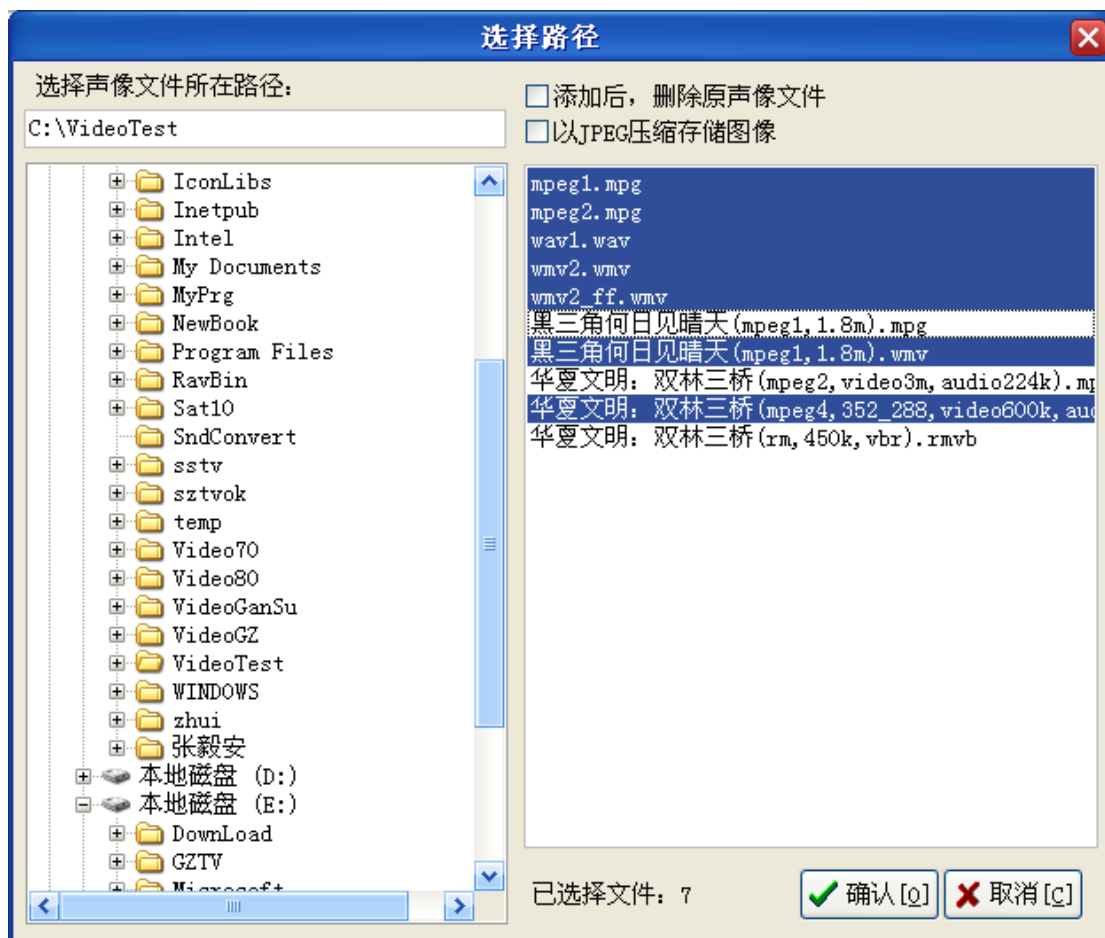 选择路径
选择声像文件所在路径:
C:\VideoTest
添加后，删除原声像文件
以JPEG压缩存储图像
IconLibs
Inetpub
Intel
My Documents
MyPrg
NewBook
Program Files
RavBin
Sat10
SndConvert
sstv
sztvok
temp
Video70
Video80
VideoGanSu
VideoGZ
VideoTest
WINDOWS
zhui
张毅安
本地磁盘 (D:)
本地磁盘 (E:)
DownLoad
GZTV
Microsoft
mpeg1.mpg
mpeg2.mpg
wav1.wav
wmv2.wmv
wmv2_ff.wmv
黑三角何日见晴天(mpeg1,1.8m).mpg
黑三角何日见晴天(mpeg1,1.8m).wmv
华夏文明：双林三桥(mpeg2,video3m,audio224k).mp
华夏文明：双林三桥(mpeg4,352_288,video600k,aud
华夏文明：双林三桥(rm,450k,vbr).rmvb
已选择文件：7
确认[O]
取消[C]